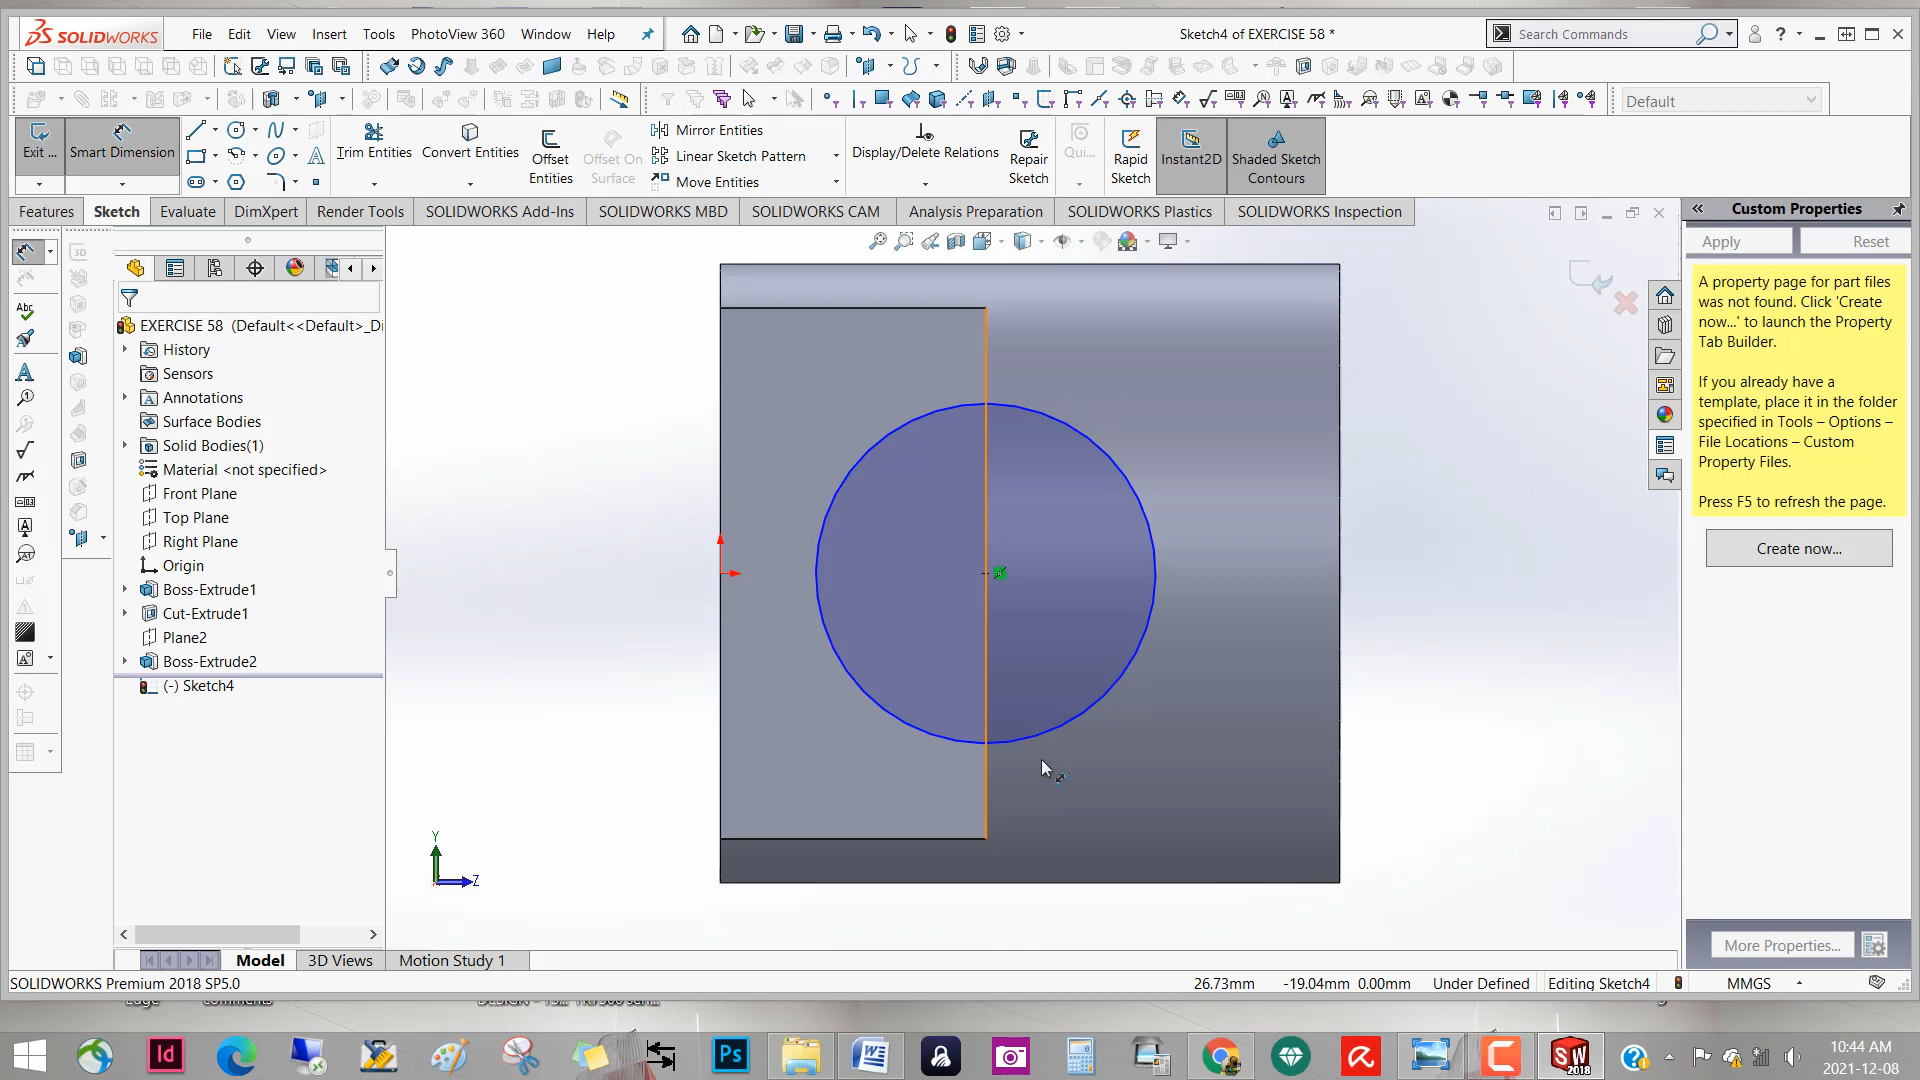 SOLIDWORKS
File Edit View Insert Tools PhotoView 360 Window Help
Sketch4 of EXERCISE 58 *
Search Commands
Default
Exit ...
Smart Dimension
Trim Entities
Convert Entities
Offset Entities
Offset On Surface
Mirror Entities
Linear Sketch Pattern
Move Entities
Display/Delete Relations
Repair Sketch
Qui...
Rapid Sketch
Instant2D
Shaded Sketch Contours
Features Sketch Evaluate DimXpert Render Tools SOLIDWORKS Add-Ins SOLIDWORKS MBD SOLIDWORKS CAM Analysis Preparation SOLIDWORKS Plastics SOLIDWORKS Inspection
Custom Properties
Apply Reset
A property page for part files
was not found. Click 'Create
now...' to launch the Property
Tab Builder.
If you already have a
template, place it in the folder
specified in Tools – Options –
File Locations – Custom
Property Files.
Press F5 to refresh the page.
Create now...
More Properties...
EXERCISE 58 (Default<<Default>_Di
History
Sensors
Annotations
Surface Bodies
Solid Bodies(1)
Material <not specified>
Front Plane
Top Plane
Right Plane
Origin
Boss-Extrude1
Cut-Extrude1
Plane2
Boss-Extrude2
(-) Sketch4
Y
Z
Model 3D Views Motion Study 1
SOLIDWORKS Premium 2018 SP5.0
26.73mm -19.04mm 0.00mm Under Defined Editing Sketch4 MMGS
Id
Ps
W
SW
2018
10:44 AM
2021-12-08